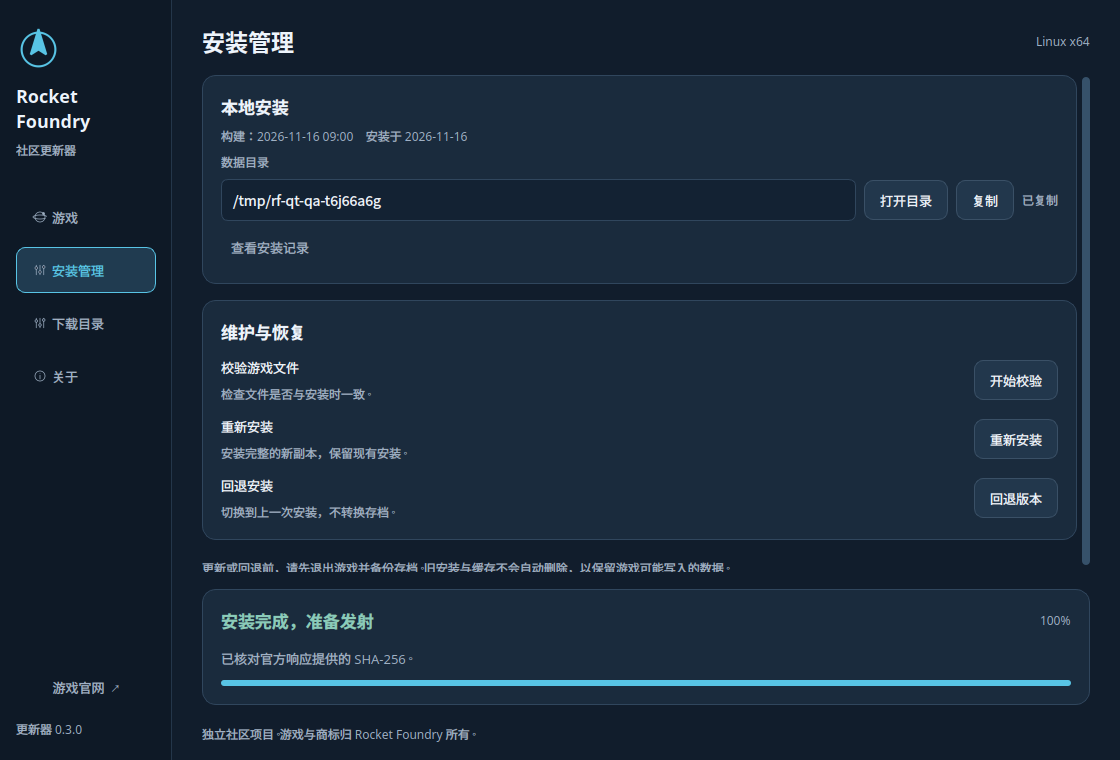 Rocket
Foundry
社区更新器
游戏
安装管理
下载目录
关于
游戏官网 ↗
更新器 0.3.0
安装管理
Linux x64
本地安装
构建：2026-11-16 09:00 安装于 2026-11-16
数据目录
/tmp/rf-qt-qa-t6j66a6g
打开目录
复制
已复制
查看安装记录
维护与恢复
校验游戏文件
检查文件是否与安装时一致。
开始校验
重新安装
安装完整的新副本，保留现有安装。
重新安装
回退安装
切换到上一次安装，不转换存档。
回退版本
更新或回退前，请先退出游戏并备份存档。旧安装与缓存不会自动删除，以保留游戏可能写入的数据。
安装完成，准备发射
100%
已核对官方响应提供的 SHA-256。
独立社区项目·游戏与商标归 Rocket Foundry 所有。